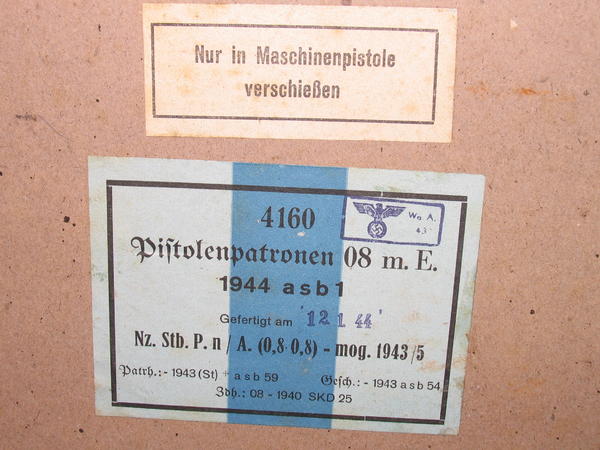 Nur in Maschinenpistole
verschießen
4160
Wa A.
43
Pistolenpatronen 08 m. E.
1944 asb1
Gefertigt am 12 1. 44
Nz. Stb. P. n / A. (0,8·0,8) - mog. 1943/5
Patrh.: - 1943 (St) + asb 59 Gesch.: - 1943 asb 54
Zdh.: 08 - 1940 SKD 25